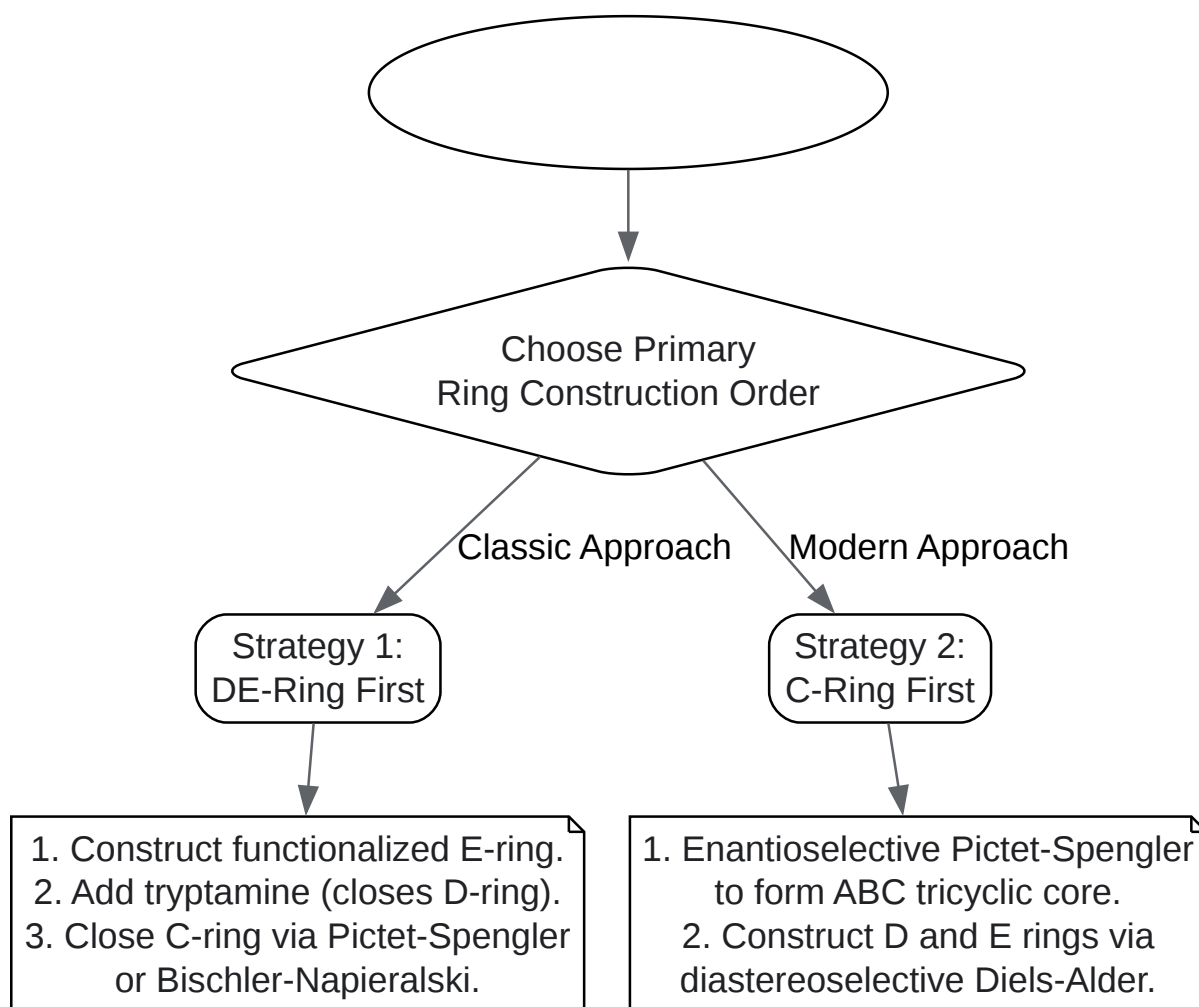 Choose Primary
Ring Construction Order
Classic Approach
Modern Approach
Strategy 1:
DE-Ring First
Strategy 2:
C-Ring First
1. Construct functionalized E-ring.
2. Add tryptamine (closes D-ring).
3. Close C-ring via Pictet-Spengler
or Bischler-Napieralski.
1. Enantioselective Pictet-Spengler
to form ABC tricyclic core.
2. Construct D and E rings via
diastereoselective Diels-Alder.